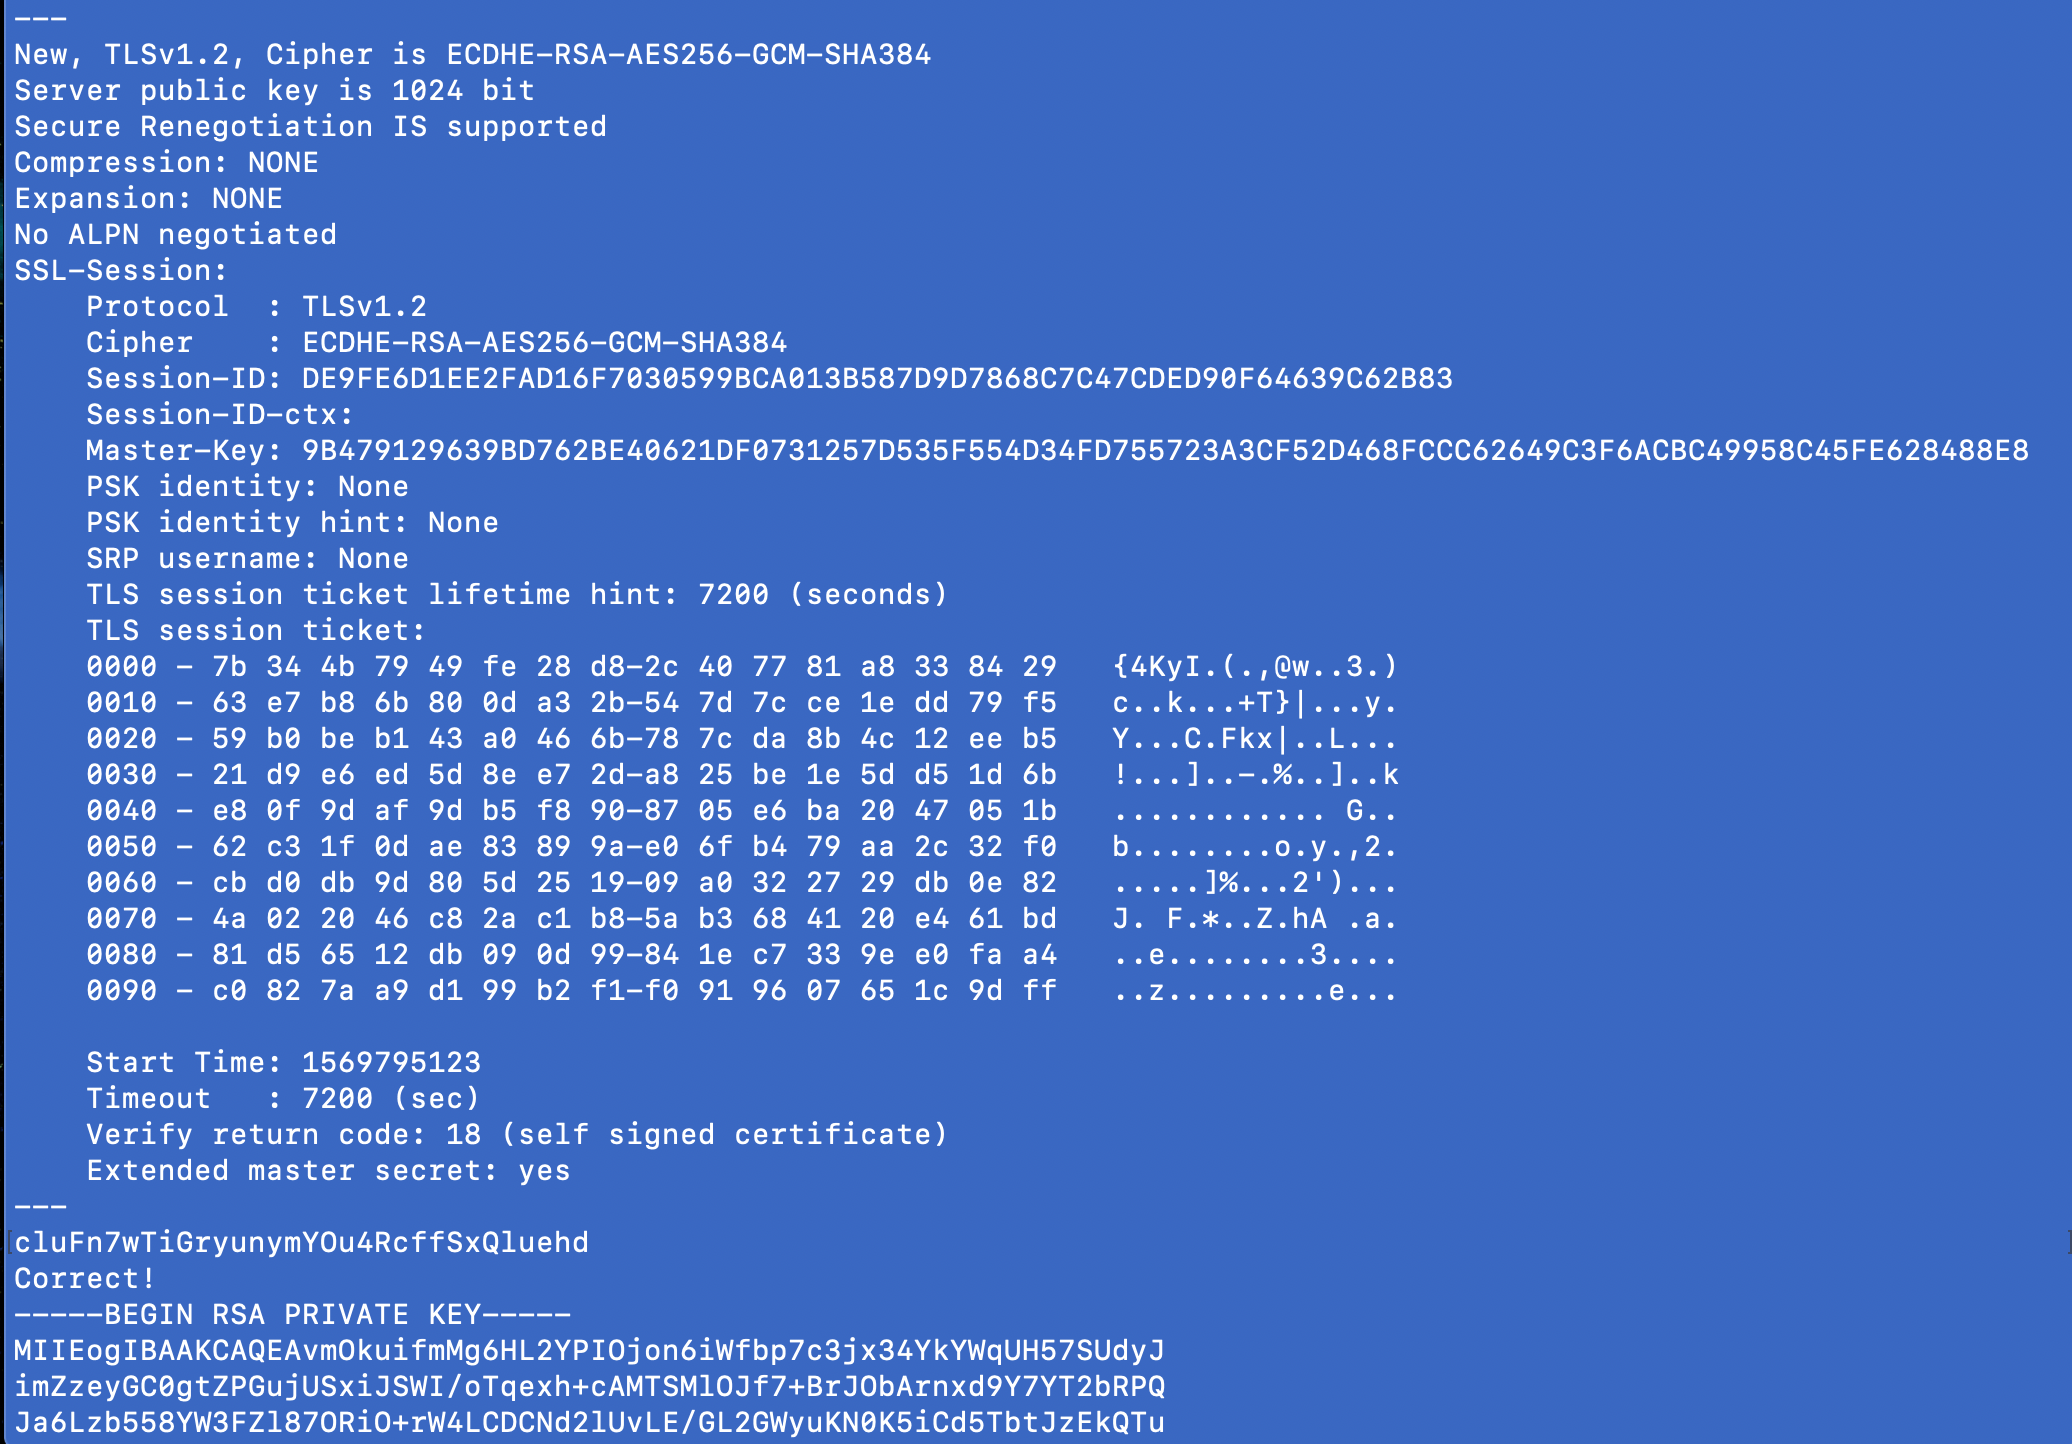 ---
New, TLSv1.2, Cipher is ECDHE-RSA-AES256-GCM-SHA384
Server public key is 1024 bit
Secure Renegotiation IS supported
Compression: NONE
Expansion: NONE
No ALPN negotiated
SSL-Session:
    Protocol  : TLSv1.2
    Cipher    : ECDHE-RSA-AES256-GCM-SHA384
    Session-ID: DE9FE6D1EE2FAD16F7030599BCA013B587D9D7868C7C47CDED90F64639C62B83
    Session-ID-ctx:
    Master-Key: 9B479129639BD762BE40621DF0731257D535F554D34FD755723A3CF52D468FCCC62649C3F6ACBC49958C45FE628488E8
    PSK identity: None
    PSK identity hint: None
    SRP username: None
    TLS session ticket lifetime hint: 7200 (seconds)
    TLS session ticket:
    0000 - 7b 34 4b 79 49 fe 28 d8-2c 40 77 81 a8 33 84 29   {4KyI.(.,@w..3.)
    0010 - 63 e7 b8 6b 80 0d a3 2b-54 7d 7c ce 1e dd 79 f5   c..k...+T}|...y.
    0020 - 59 b0 be b1 43 a0 46 6b-78 7c da 8b 4c 12 ee b5   Y...C.Fkx|..L...
    0030 - 21 d9 e6 ed 5d 8e e7 2d-a8 25 be 1e 5d d5 1d 6b   !...]..-.%..]..k
    0040 - e8 0f 9d af 9d b5 f8 90-87 05 e6 ba 20 47 05 1b   ............ G..
    0050 - 62 c3 1f 0d ae 83 89 9a-e0 6f b4 79 aa 2c 32 f0   b........o.y.,2.
    0060 - cb d0 db 9d 80 5d 25 19-09 a0 32 27 29 db 0e 82   .....]%...2')...
    0070 - 4a 02 20 46 c8 2a c1 b8-5a b3 68 41 20 e4 61 bd   J. F.*..Z.hA .a.
    0080 - 81 d5 65 12 db 09 0d 99-84 1e c7 33 9e e0 fa a4   ..e........3....
    0090 - c0 82 7a a9 d1 99 b2 f1-f0 91 96 07 65 1c 9d ff   ..z.........e...

    Start Time: 1569795123
    Timeout   : 7200 (sec)
    Verify return code: 18 (self signed certificate)
    Extended master secret: yes
---
cluFn7wTiGryunymYOu4RcffSxQluehd
Correct!
-----BEGIN RSA PRIVATE KEY-----
MIIEogIBAAKCAQEAvmOkuifmMg6HL2YPIOjon6iWfbp7c3jx34YkYWqUH57SUdyJ
imZzeyGC0gtZPGujUSxiJSWI/oTqexh+cAMTSMlOJf7+BrJObArnxd9Y7YT2bRPQ
Ja6Lzb558YW3FZl87ORiO+rW4LCDCNd2lUvLE/GL2GWyuKN0K5iCd5TbtJzEkQTu